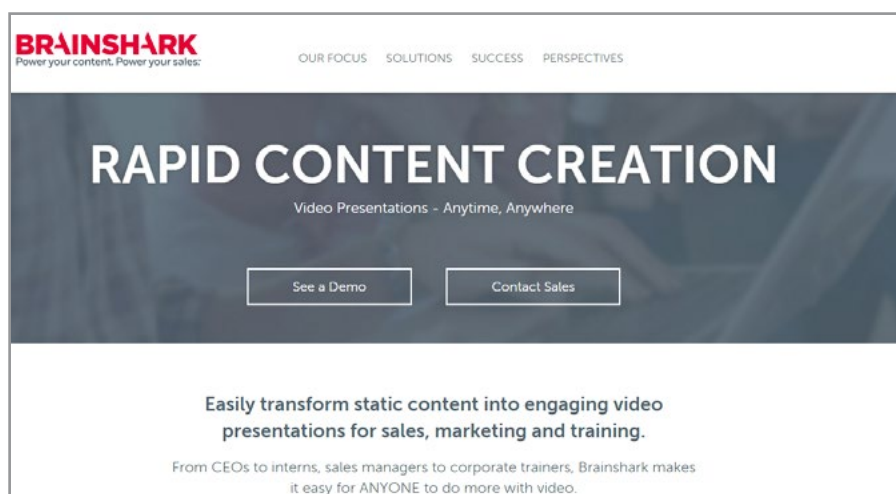 BRAINSHARK
Power your content. Power your sales.
OUR FOCUS SOLUTIONS SUCCESS PERSPECTIVES
RAPID CONTENT CREATION
Video Presentations - Anytime, Anywhere
See a Demo Contact Sales
Easily transform static content into engaging video
presentations for sales, marketing and training.
From CEOs to interns, sales managers to corporate trainers, Brainshark makes
it easy for ANYONE to do more with video.